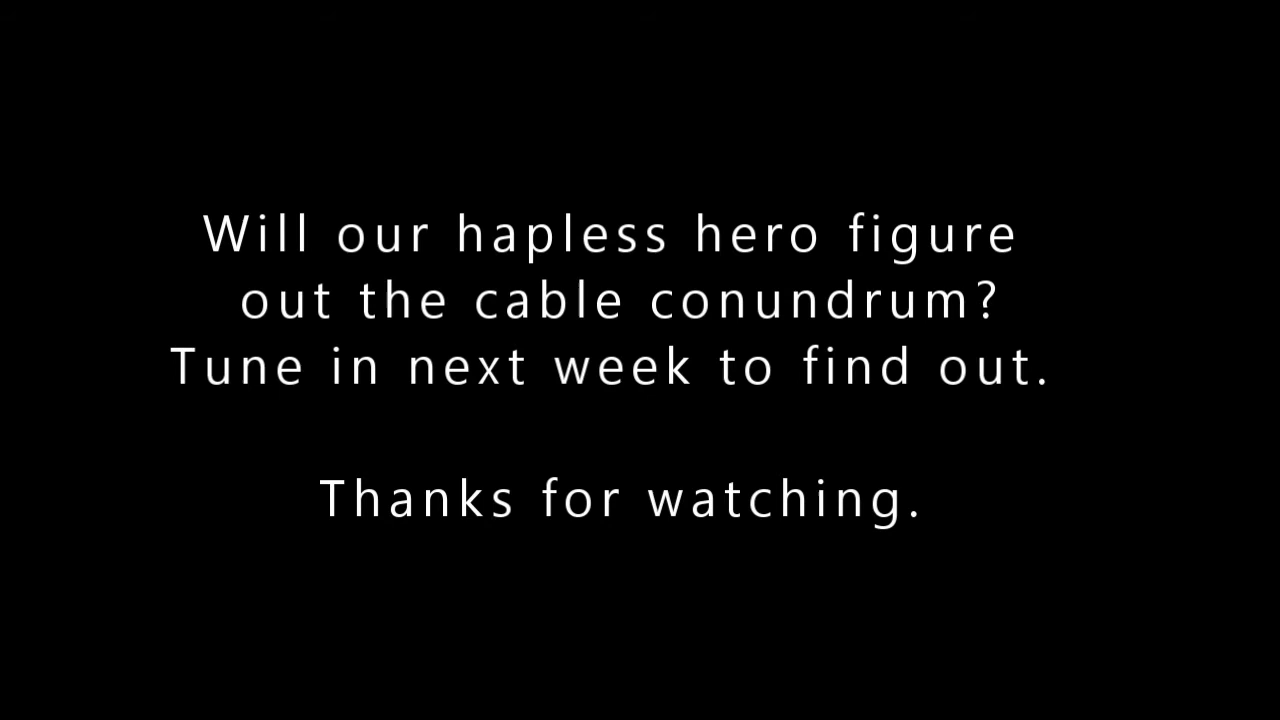 Will our hapless hero figure
out the cable conundrum?
Tune in next week to find out.
Thanks for watching.